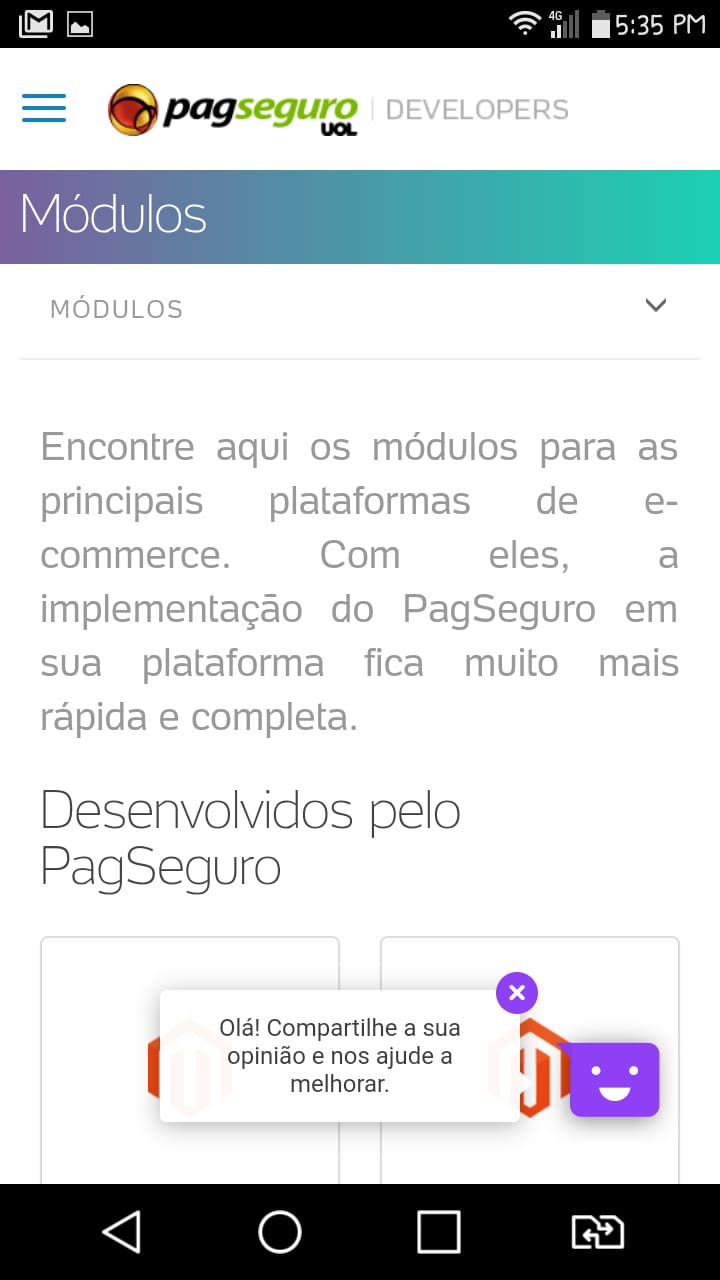 4G 5:35 PM
pagseguro UOL | DEVELOPERS
Módulos
MÓDULOS
Encontre aqui os módulos para as
principais plataformas de e-
commerce. Com eles, a
implementação do PagSeguro em
sua plataforma fica muito mais
rápida e completa.
Desenvolvidos pelo
PagSeguro
Olá! Compartilhe a sua
opinião e nos ajude a
melhorar.